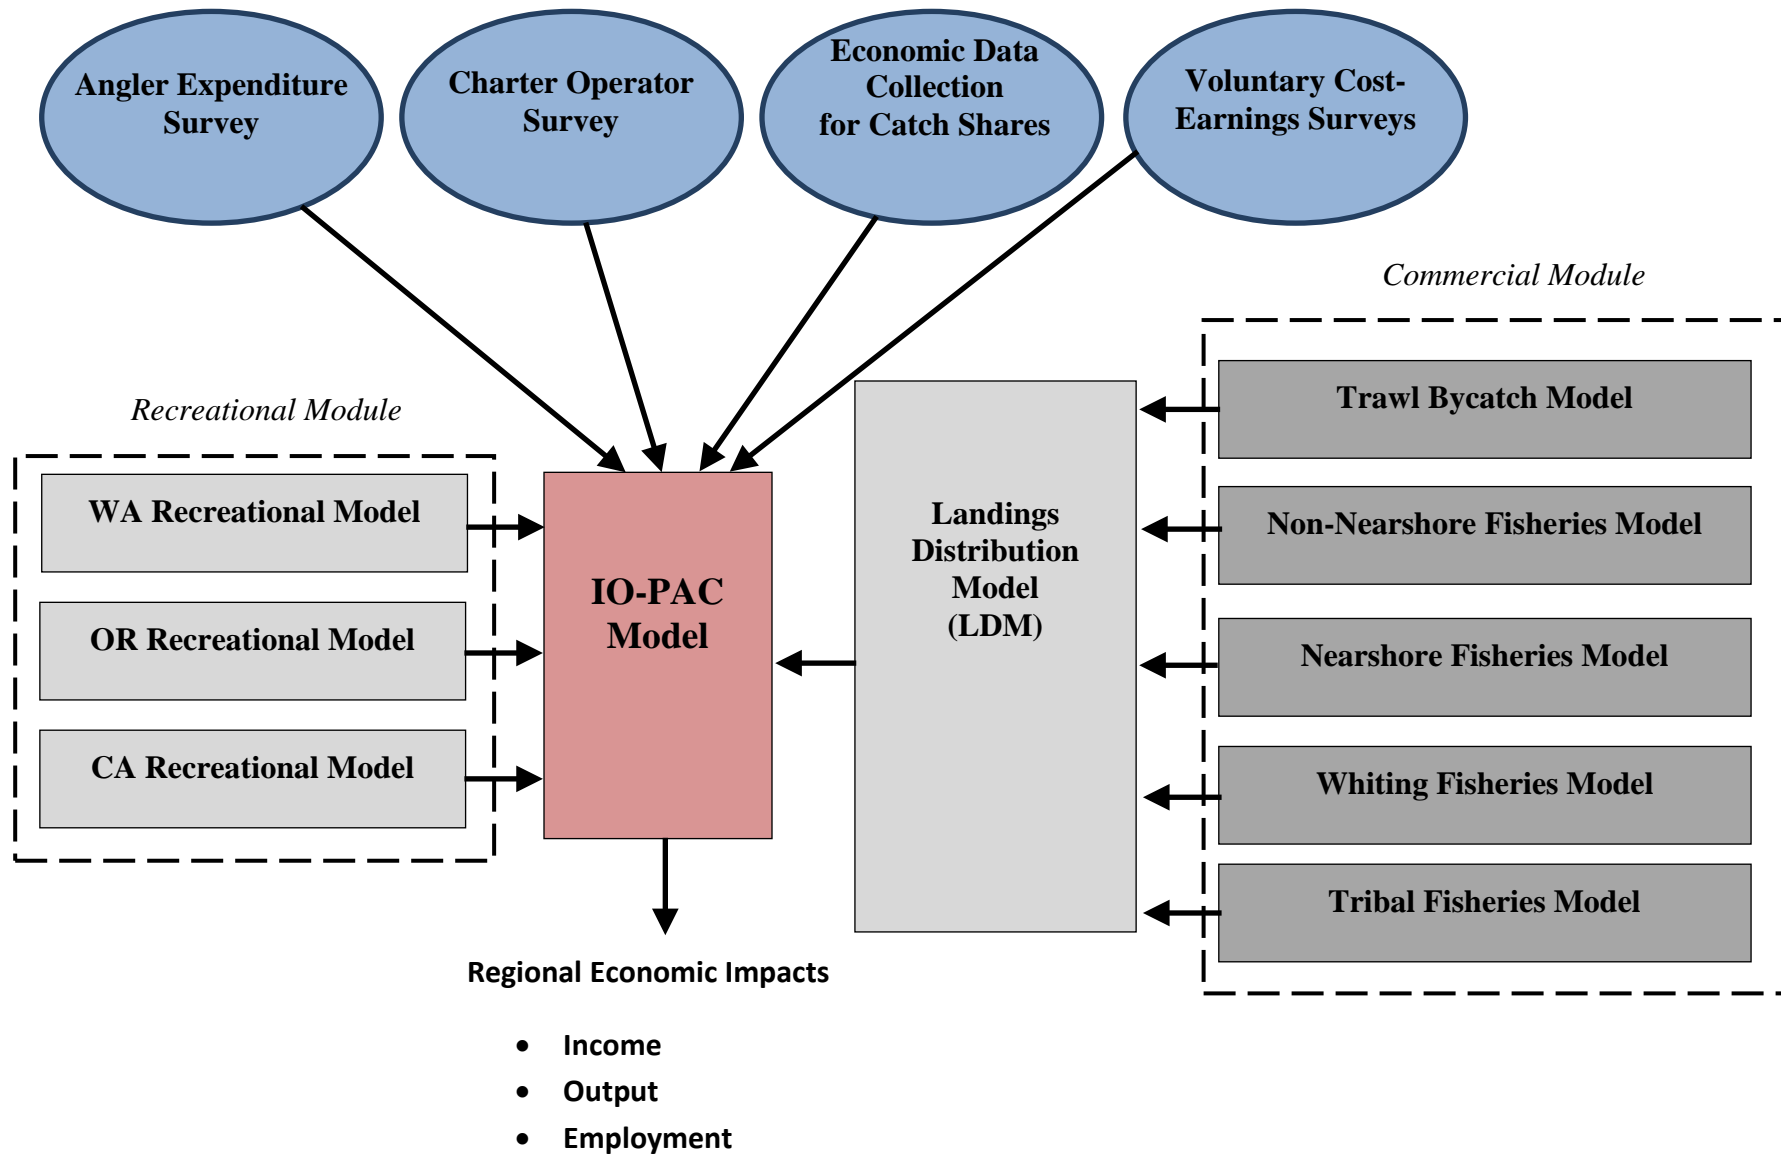 Angler Expenditure
Survey
Charter Operator
Survey
Economic Data
Collection
for Catch Shares
Voluntary Cost-
Earnings Surveys
Commercial Module
Recreational Module
WA Recreational Model
OR Recreational Model
CA Recreational Model
IO-PAC
Model
Landings
Distribution
Model
(LDM)
Trawl Bycatch Model
Non-Nearshore Fisheries Model
Nearshore Fisheries Model
Whiting Fisheries Model
Tribal Fisheries Model
Regional Economic Impacts
• Income
• Output
• Employment